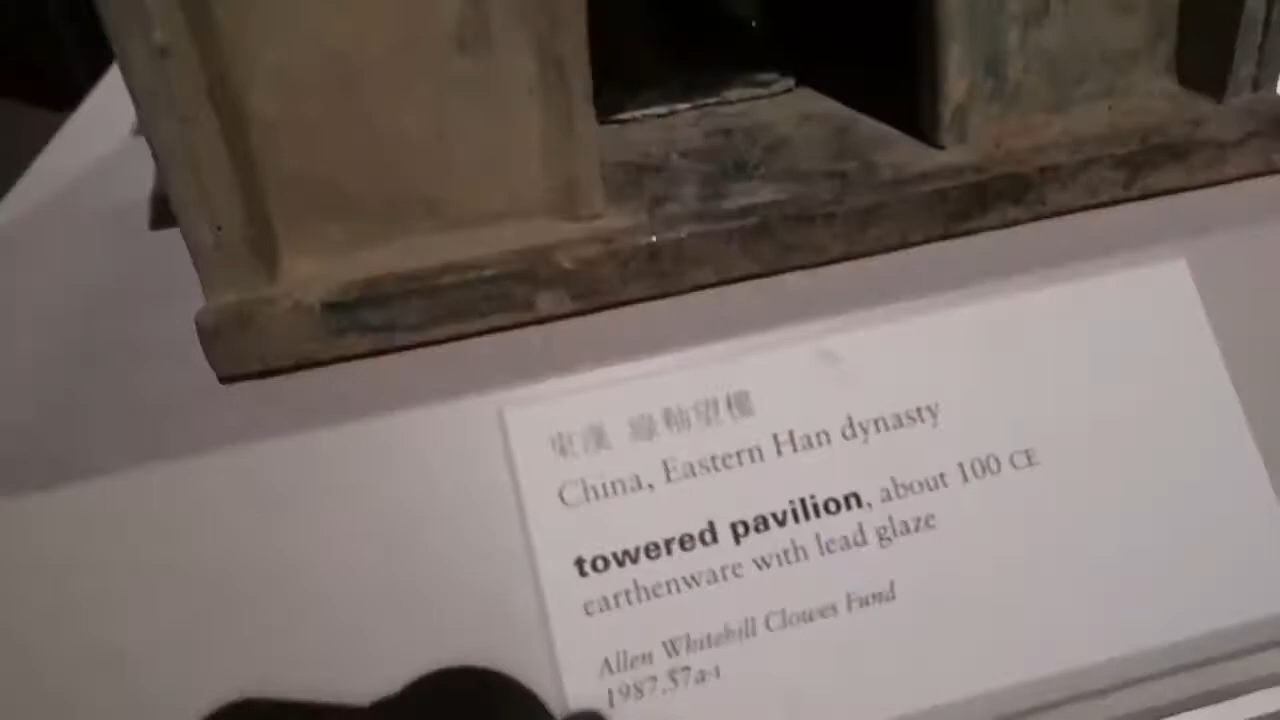 東漢 綠釉望樓
China, Eastern Han dynasty
towered pavilion, about 100 CE
earthenware with lead glaze
Allen Whitehill Clowes Fund
1987.57a-i